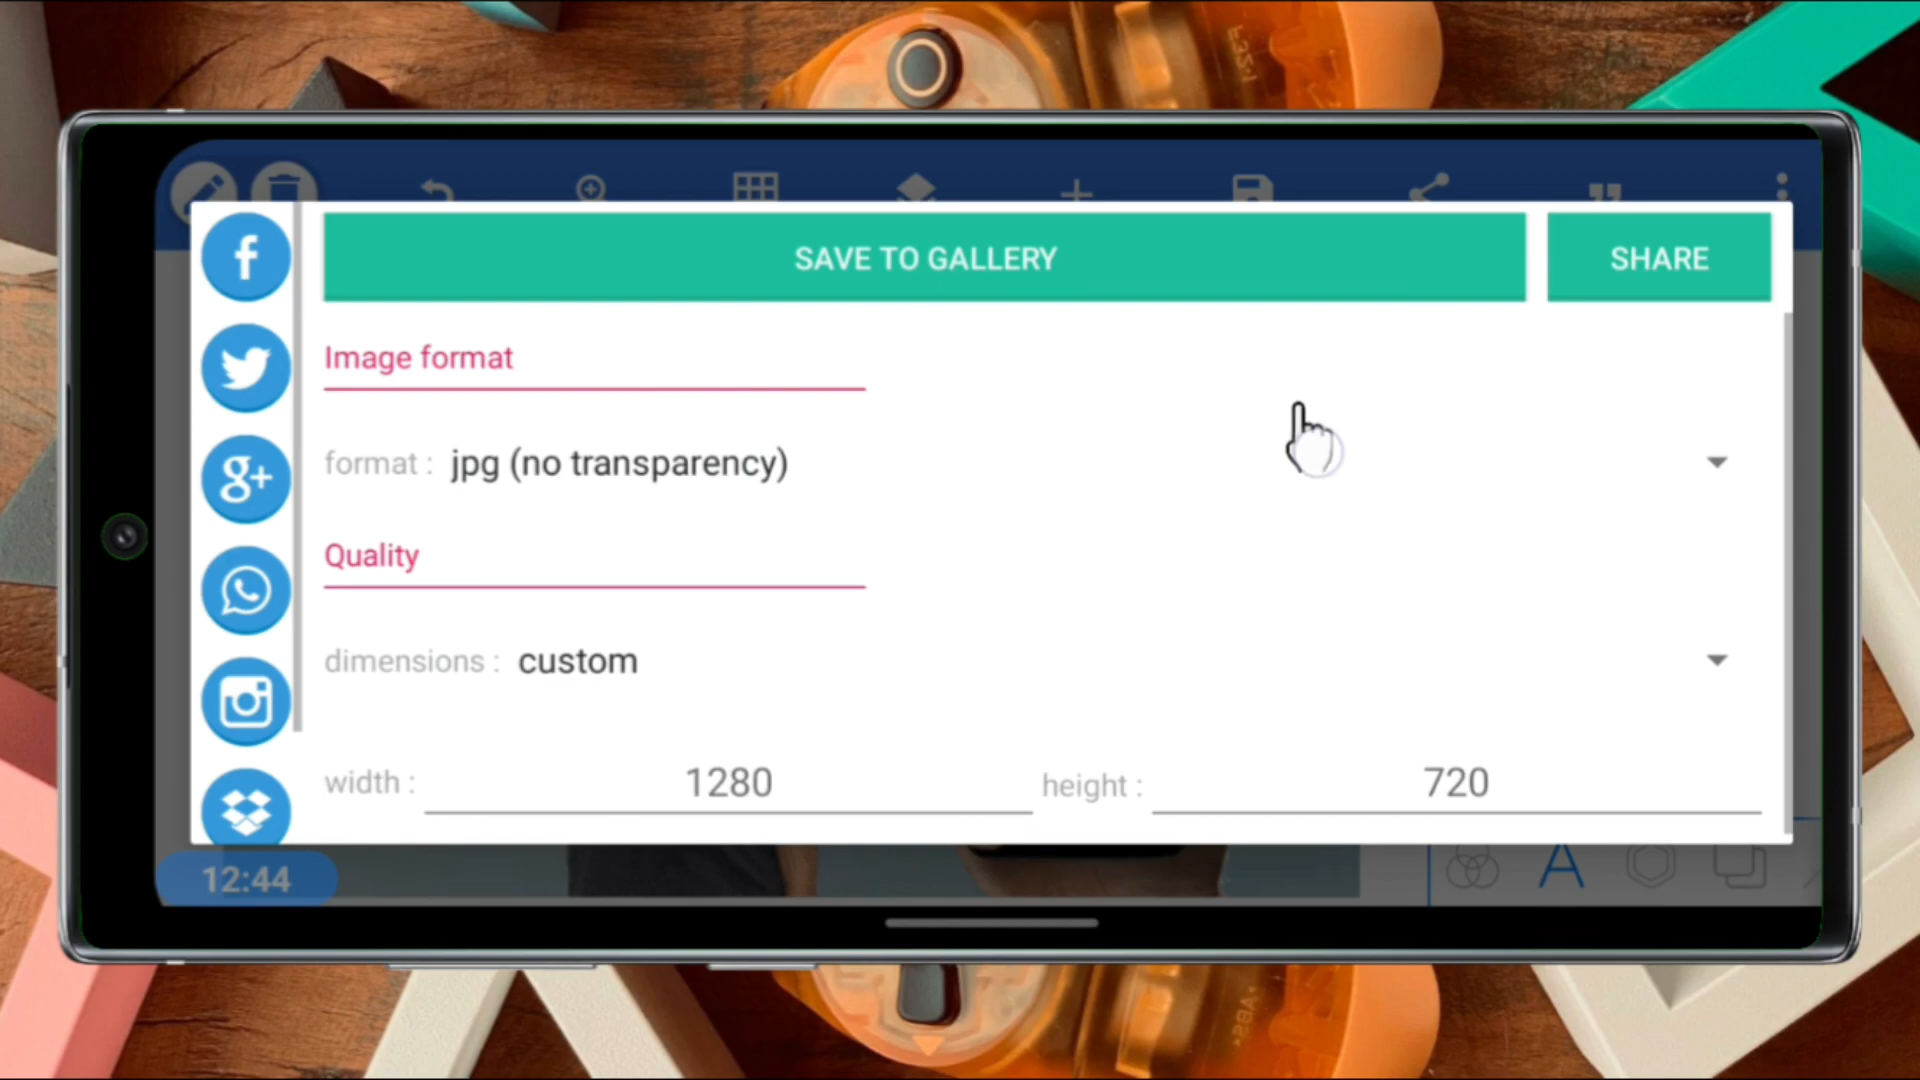 SAVE TO GALLERY
SHARE
Image format
format : jpg (no transparency)
Quality
dimensions : custom
width : 1280 height : 720
12:44
A